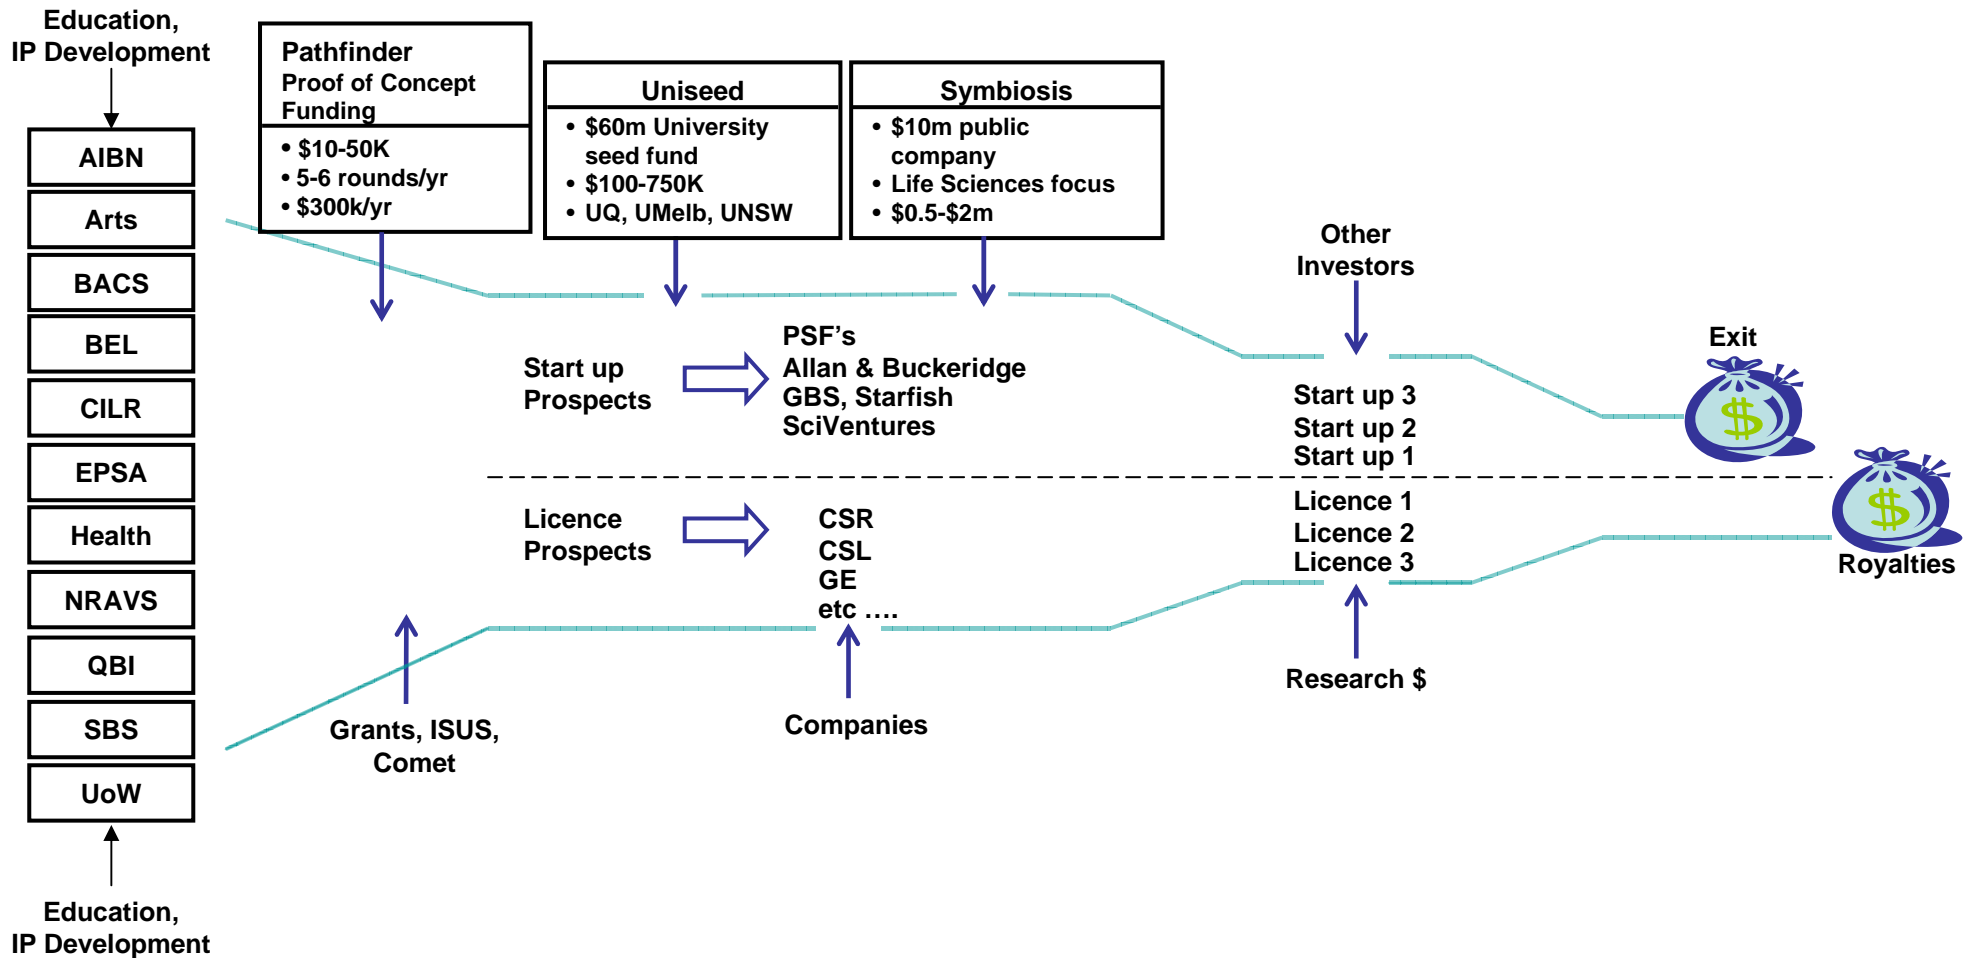 Education,
IP Development
AIBN
Arts
BACS
BEL
CILR
EPSA
Health
NRAVS
QBI
SBS
UoW
Education,
IP Development
Pathfinder
Proof of Concept
Funding
• $10-50K
• 5-6 rounds/yr
• $300k/yr
Uniseed
• $60m University
seed fund
• $100-750K
• UQ, UMelb, UNSW
Symbiosis
• $10m public
company
• Life Sciences focus
• $0.5-$2m
Other
Investors
Start up
Prospects
PSF's
Allan & Buckeridge
GBS, Starfish
SciVentures
Start up 3
Start up 2
Start up 1
Exit
$
Licence
Prospects
CSR
CSL
GE
etc ….
Licence 1
Licence 2
Licence 3
$
Royalties
Grants, ISUS,
Comet
Companies
Research $